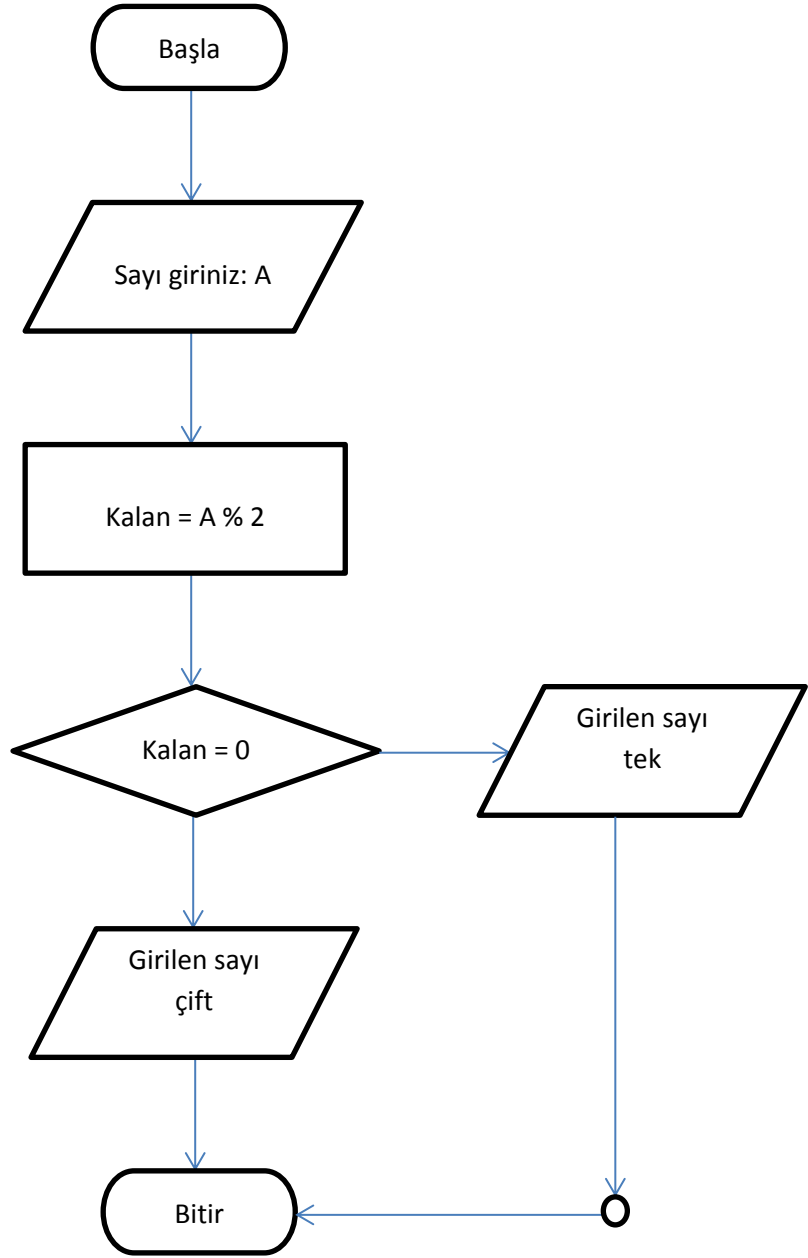 Başla
Sayı giriniz: A
Kalan = A % 2
Kalan = 0
Girilen sayı
tek
Girilen sayı
çift
Bitir